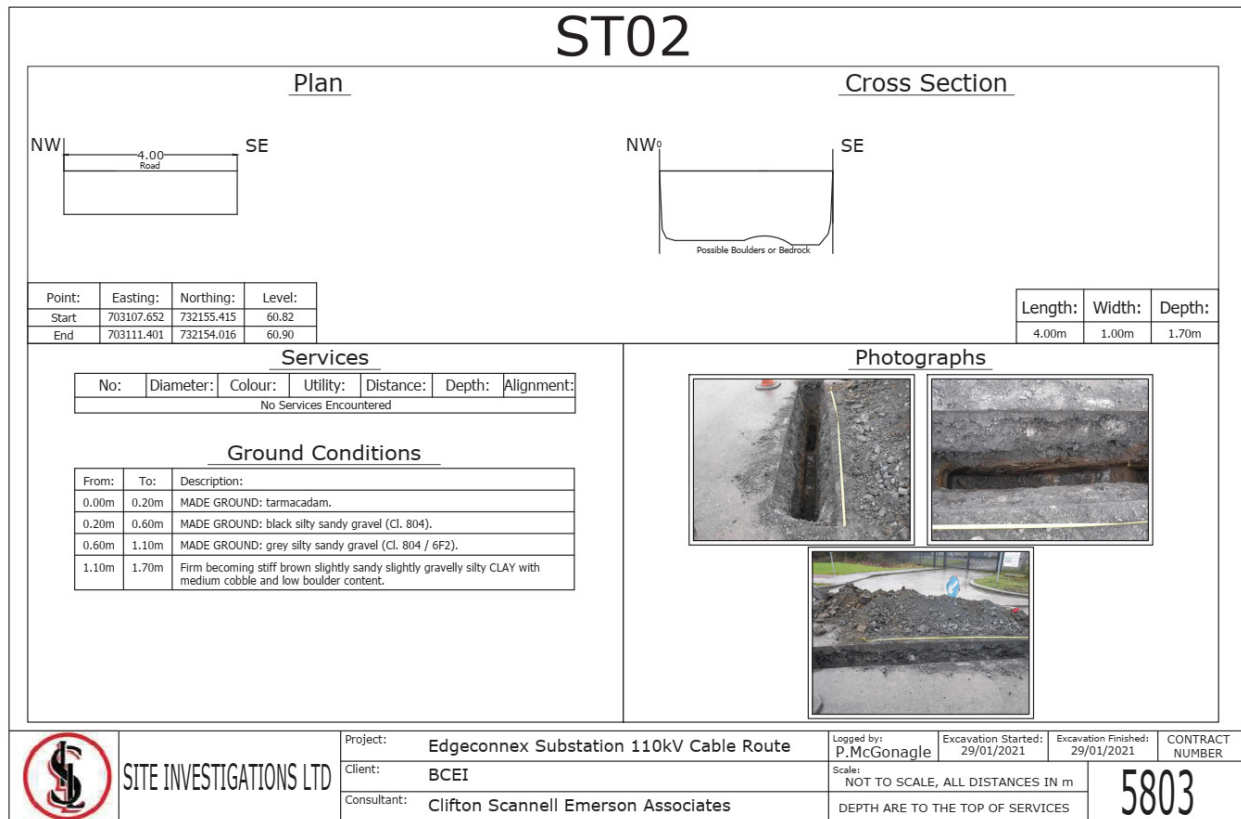 ST02
Plan
NW
SE
4.00
Road
Cross Section
NW
0
SE
Possible Boulders or Bedrock
Point: Easting: Northing: Level:
Start 703107.652 732155.415 60.82
End 703111.401 732154.016 60.90
Length: Width: Depth:
4.00m 1.00m 1.70m
Services
No: Diameter: Colour: Utility: Distance: Depth: Alignment:
No Services Encountered
Ground Conditions
From: To: Description:
0.00m 0.20m MADE GROUND: tarmacadam.
0.20m 0.60m MADE GROUND: black silty sandy gravel (Cl. 804).
0.60m 1.10m MADE GROUND: grey silty sandy gravel (Cl. 804 / 6F2).
1.10m 1.70m Firm becoming stiff brown slightly sandy slightly gravelly silty CLAY with
medium cobble and low boulder content.
Photographs
SIL
SITE INVESTIGATIONS LTD
Project: Edgeconnex Substation 110kV Cable Route
Client: BCEI
Consultant: Clifton Scannell Emerson Associates
Logged by:
P.McGonagle
Excavation Started:
29/01/2021
Excavation Finished:
29/01/2021
CONTRACT
NUMBER
Scale:
NOT TO SCALE, ALL DISTANCES IN m
DEPTH ARE TO THE TOP OF SERVICES
5803